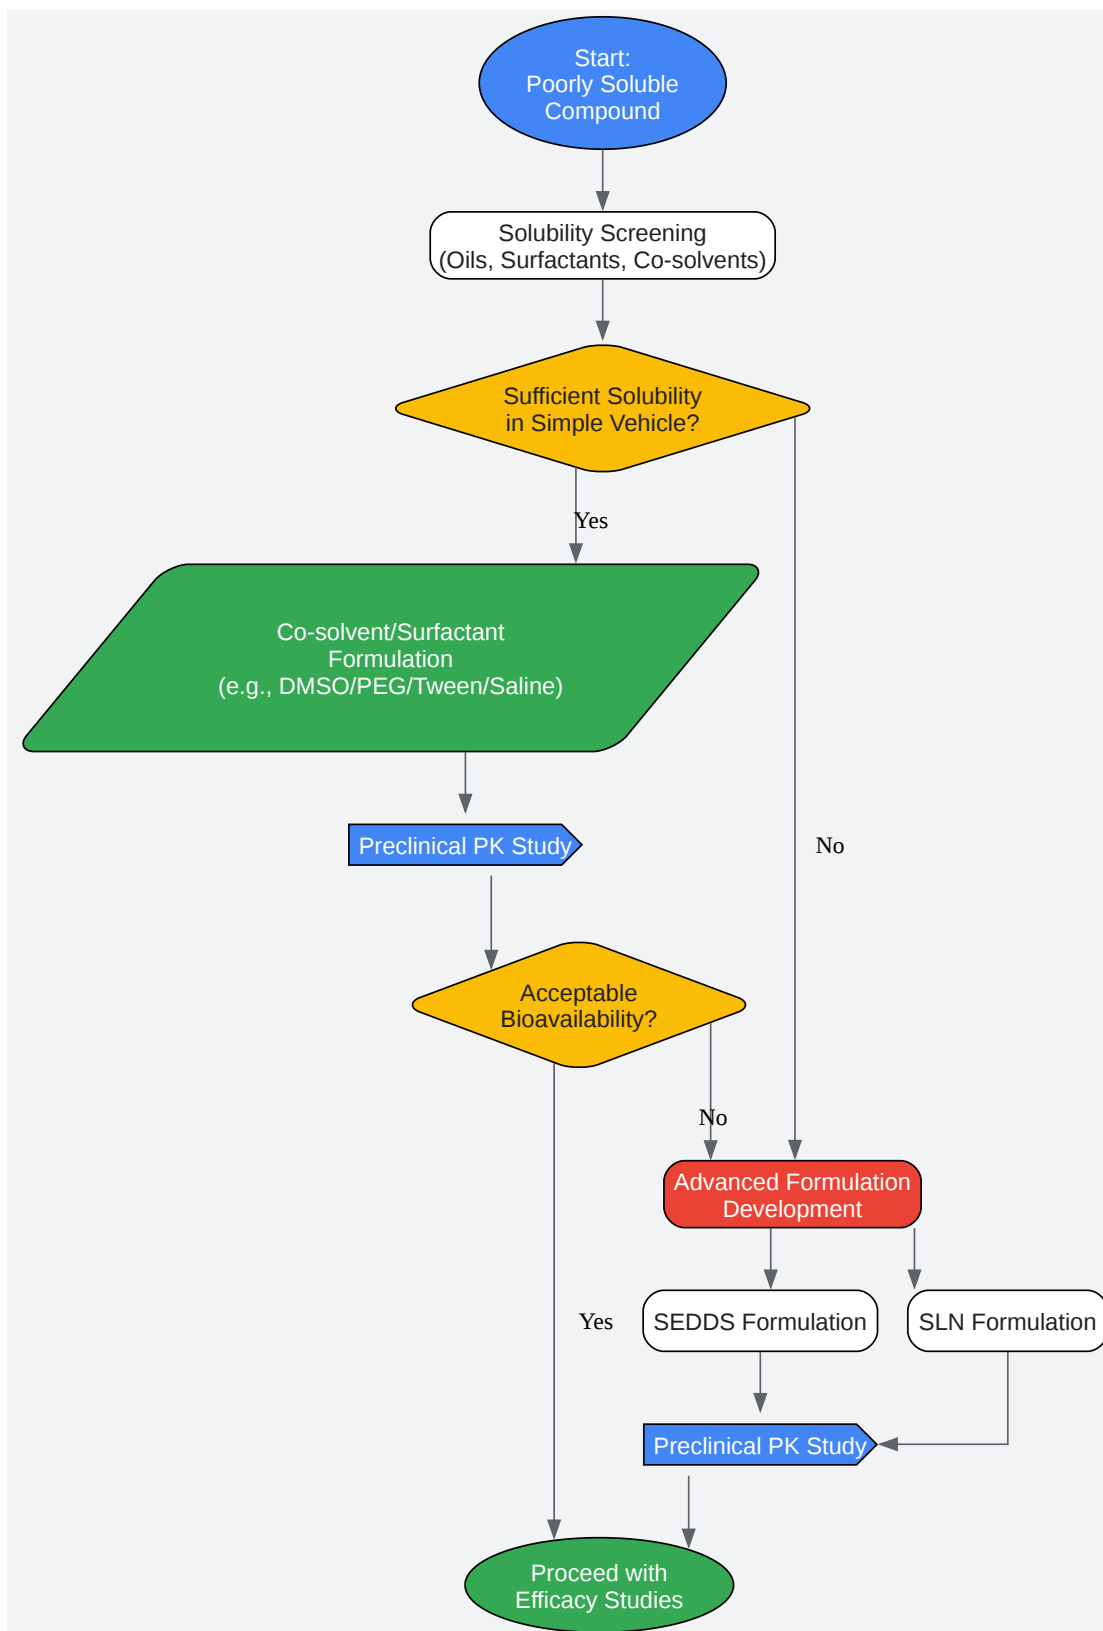 Start:
Poorly Soluble
Compound
Solubility Screening
(Oils, Surfactants, Co-solvents)
Sufficient Solubility
in Simple Vehicle?
Yes
Co-solvent/Surfactant
Formulation
(e.g., DMSO/PEG/Tween/Saline)
Preclinical PK Study
No
Acceptable
Bioavailability?
No
Advanced Formulation
Development
Yes
SEDDS Formulation
SLN Formulation
Preclinical PK Study
Proceed with
Efficacy Studies